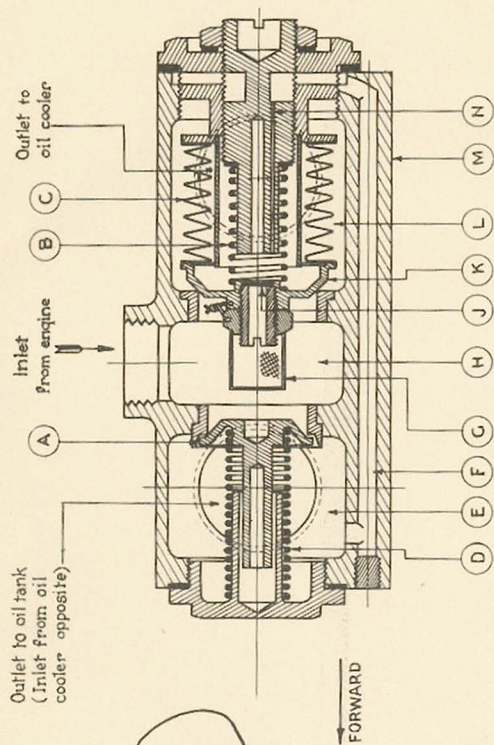 Outlet to oil tank
(Inlet from oil
cooler opposite)
A
Inlet
from engine
B
C
Outlet to
oil cooler
D
E
F
G
H
J
K
L
M
N
FORWARD